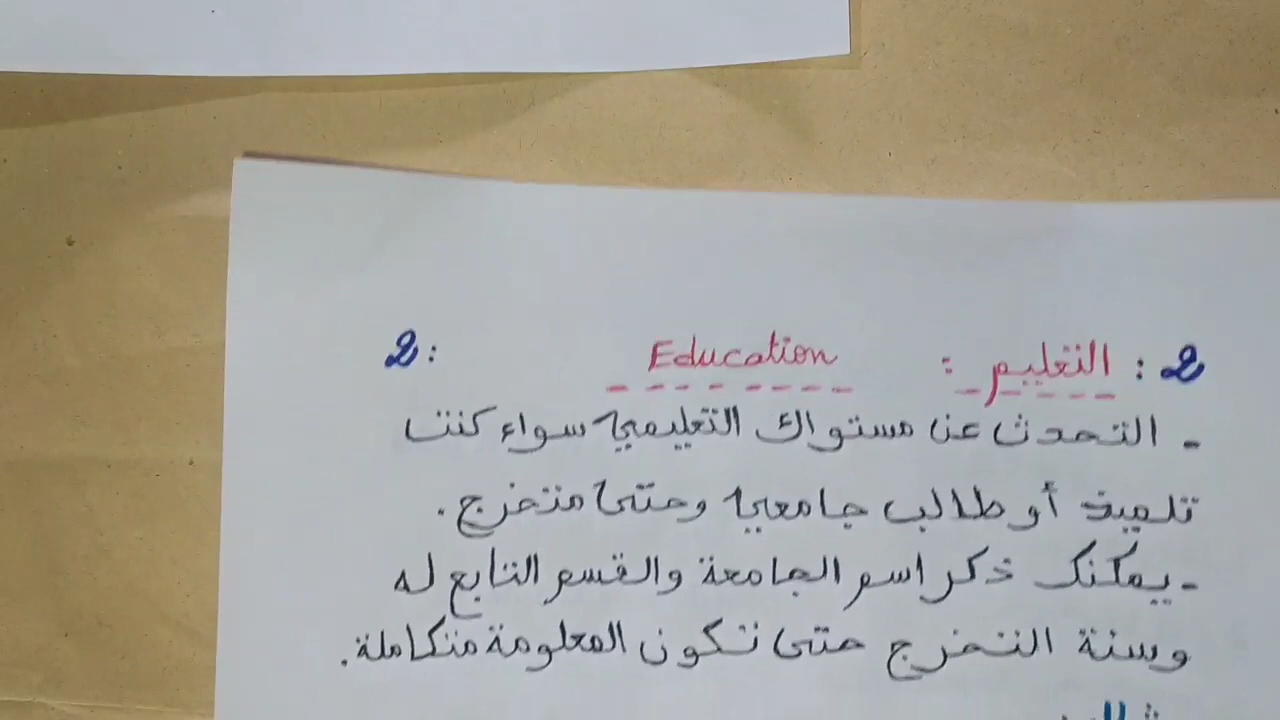 2 : التعليم : Education 2 :
- التحدث عن مستواك التعليمي سواء كنت
تلميذ أو طالب جامعي وحتى متخرج .
- يمكنك ذكر اسم الجامعة والقسم التابع له
وسنة التخرج حتى تكون المعلومة متكاملة .